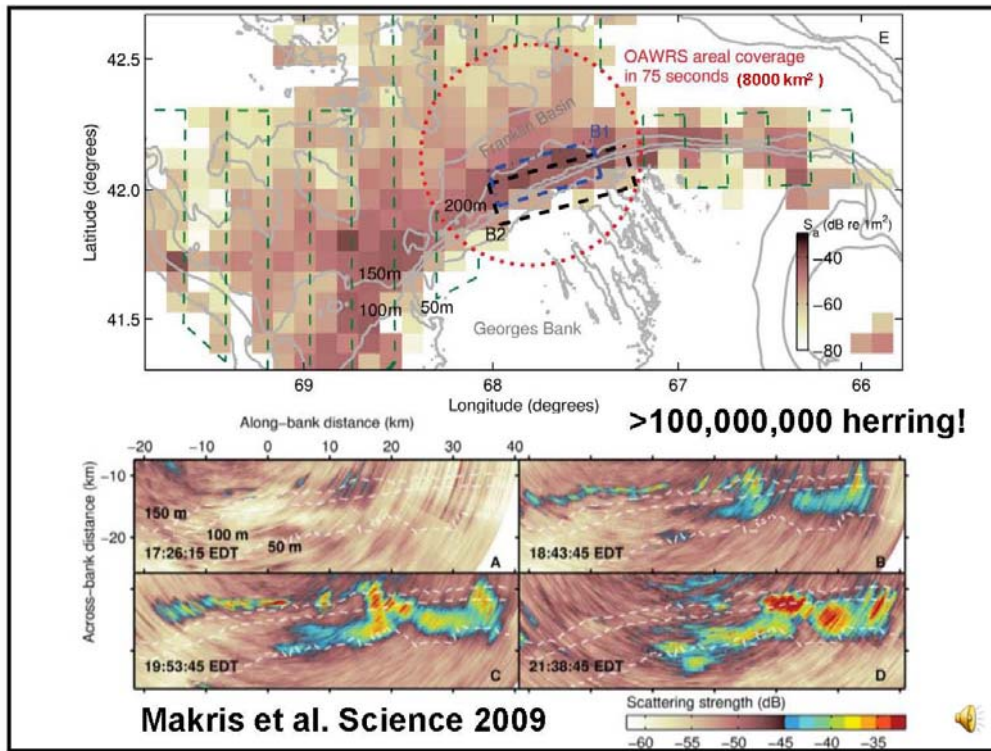 E
OAWRS areal coverage
in 75 seconds (8000 km²)
42.5
42.0
41.5
Latitude (degrees)
Franklin Basin
B1
200m
B2
150m
100m
50m
Georges Bank
Sa (dB re 1m²)
−40
−60
−80
69
68
67
66
Longitude (degrees)
>100,000,000 herring!
Along-bank distance (km)
−20
−10
0
10
20
30
40
Across-bank distance (km)
−10
−20
150 m
100 m
50 m
17:26:15 EDT
A
18:43:45 EDT
B
19:53:45 EDT
C
21:38:45 EDT
D
Makris et al. Science 2009
Scattering strength (dB)
−60
−55
−50
−45
−40
−35